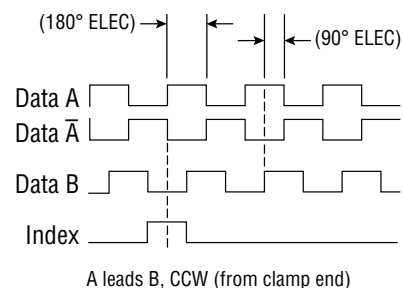 (180° ELEC)
(90° ELEC)
Data A
Data A̅
Data B
Index
A leads B, CCW (from clamp end)